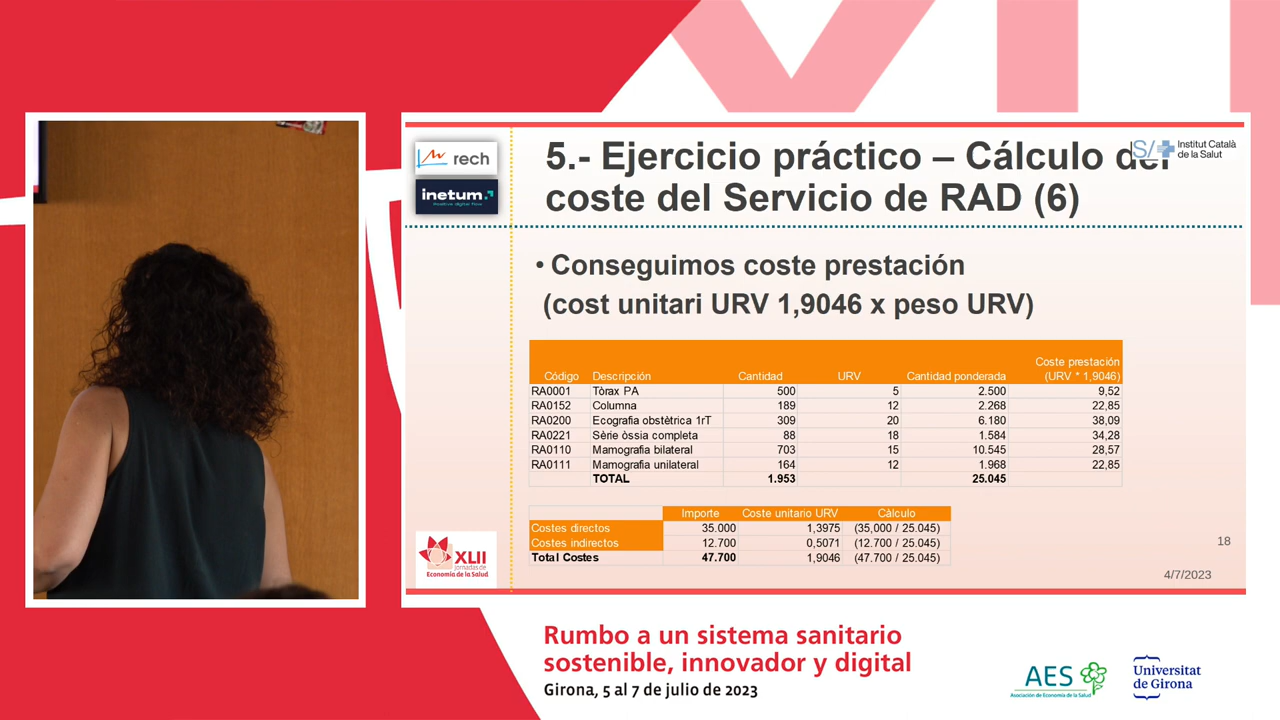 rech
inetum
5.- Ejercicio práctico – Cálculo del
coste del Servicio de RAD (6)
Institut Català
de la Salut
• Conseguimos coste prestación
(cost unitari URV 1,9046 x peso URV)
Código Descripción Cantidad URV Cantidad ponderada Coste prestación (URV * 1,9046)
RA0001 Tòrax PA 500 5 2.500 9,52
RA0152 Columna 189 12 2.268 22,85
RA0200 Ecografia obstètrica 1rT 309 20 6.180 38,09
RA0221 Sèrie òssia completa 88 18 1.584 34,28
RA0110 Mamografia bilateral 703 15 10.545 28,57
RA0111 Mamografia unilateral 164 12 1.968 22,85
TOTAL 1.953 25.045
Importe Coste unitario URV Càlculo
Costes directos 35.000 1,3975 (35,000 / 25.045)
Costes indirectos 12.700 0,5071 (12.700 / 25.045)
Total Costes 47.700 1,9046 (47.700 / 25.045)
18
4/7/2023
XLII
jornadas de
Economía de la Salud
Rumbo a un sistema sanitario
sostenible, innovador y digital
Girona, 5 al 7 de julio de 2023
AES
Asociación de Economía de la Salud
Universitat
de Girona